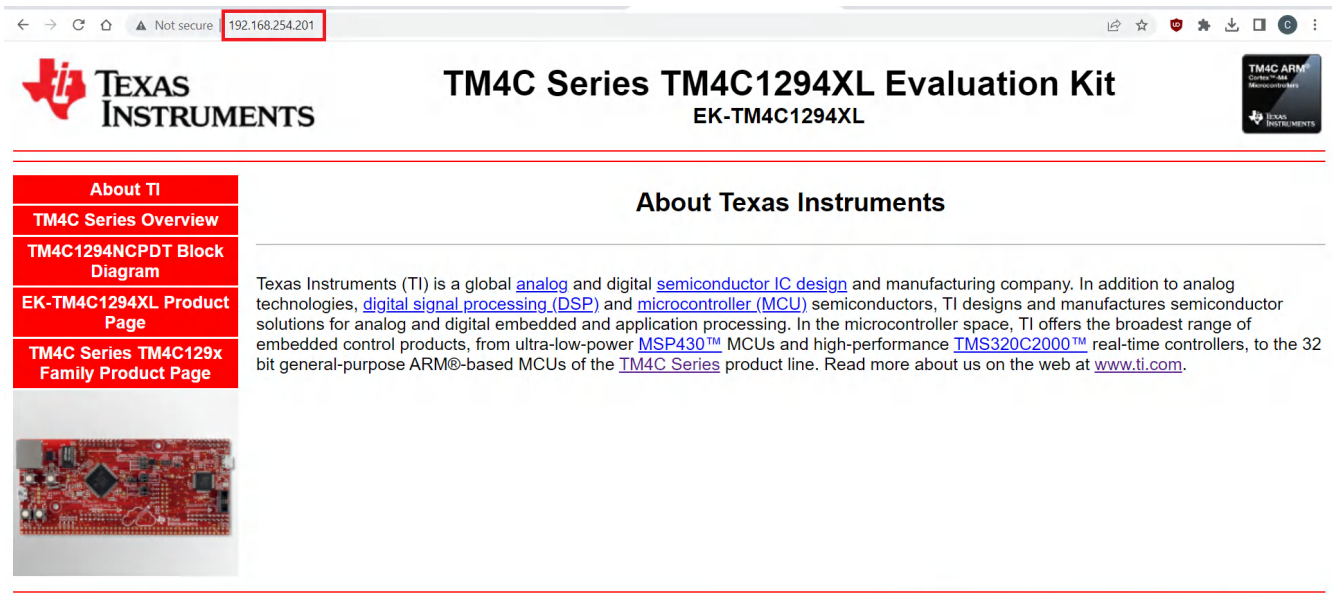 Not secure
192.168.254.201
C
TEXAS
INSTRUMENTS
TM4C Series TM4C1294XL Evaluation Kit
EK-TM4C1294XL
TM4C ARM®
Cortex™-M4
Microcontrollers
TEXAS
INSTRUMENTS
About TI
TM4C Series Overview
TM4C1294NCPDT Block
Diagram
EK-TM4C1294XL Product
Page
TM4C Series TM4C129x
Family Product Page
About Texas Instruments
Texas Instruments (TI) is a global analog and digital semiconductor IC design and manufacturing company. In addition to analog
technologies, digital signal processing (DSP) and microcontroller (MCU) semiconductors, TI designs and manufactures semiconductor
solutions for analog and digital embedded and application processing. In the microcontroller space, TI offers the broadest range of
embedded control products, from ultra-low-power MSP430™ MCUs and high-performance TMS320C2000™ real-time controllers, to the 32
bit general-purpose ARM®-based MCUs of the TM4C Series product line. Read more about us on the web at www.ti.com.